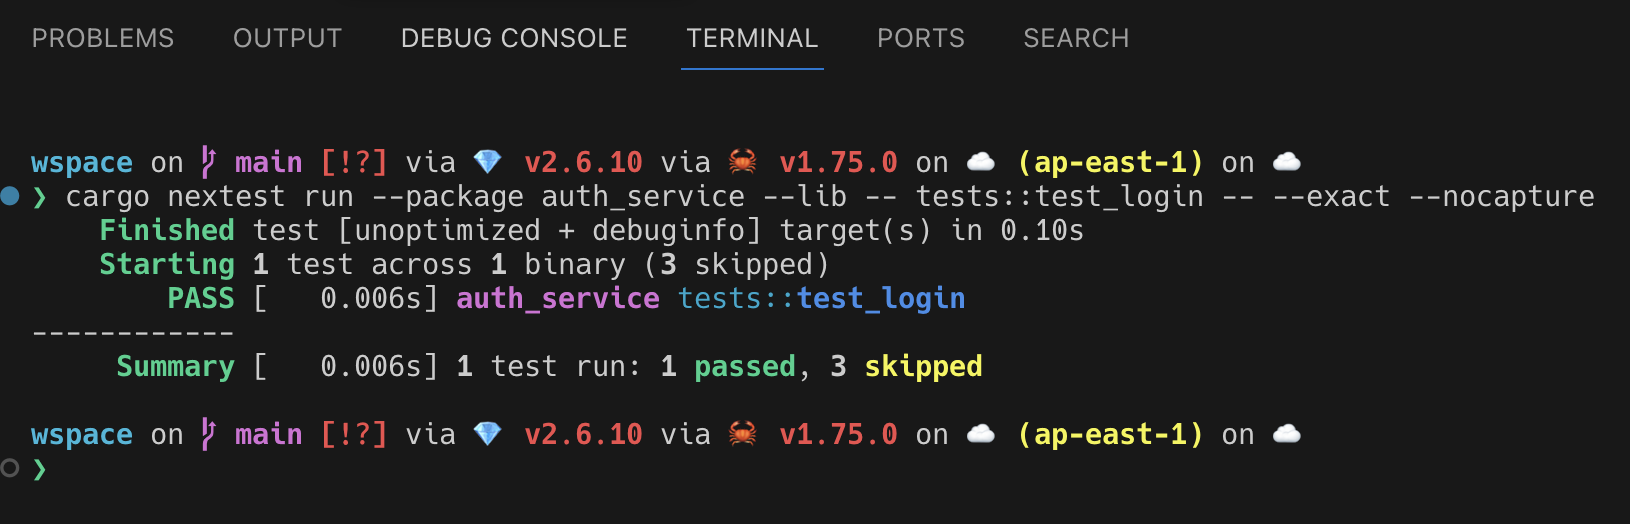 PROBLEMS OUTPUT DEBUG CONSOLE TERMINAL PORTS SEARCH
wspace on main [!?] via 💎 v2.6.10 via 🦀 v1.75.0 on ☁️ (ap-east-1) on ☁️
❯ cargo nextest run --package auth_service --lib -- tests::test_login -- --exact --nocapture
Finished test [unoptimized + debuginfo] target(s) in 0.10s
Starting 1 test across 1 binary (3 skipped)
PASS [   0.006s] auth_service tests::test_login
------------
Summary [   0.006s] 1 test run: 1 passed, 3 skipped
wspace on main [!?] via 💎 v2.6.10 via 🦀 v1.75.0 on ☁️ (ap-east-1) on ☁️
❯